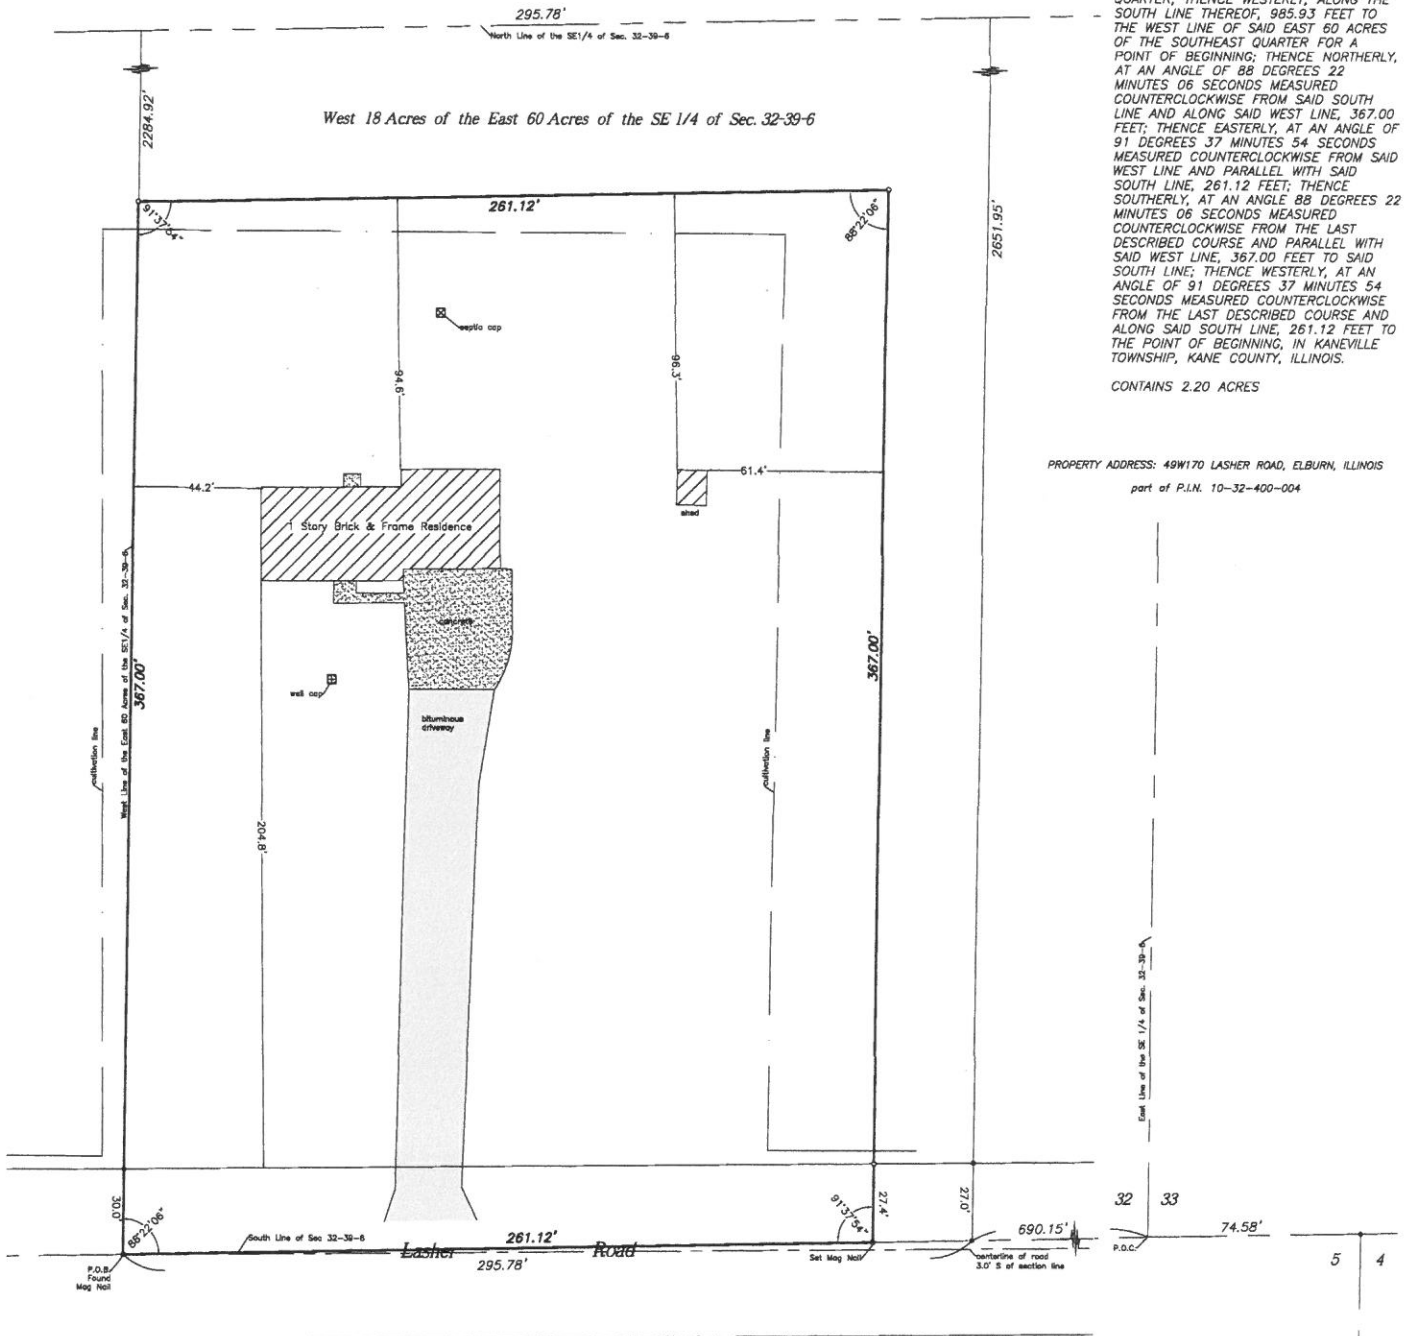 295.78'
North Line of the SE1/4 of Sec. 32-39-6
2284.92'
West 18 Acres of the East 60 Acres of the SE 1/4 of Sec. 32-39-6
2651.95'
261.12'
91°37'54"
88°22'06"
septic cap
94.6'
96.3'
44.2'
61.4'
shed
1 Story Brick & Frame Residence
concrete
West Line of the East 60 Acres of the SE1/4 of Sec. 32-39-6
367.00'
367.00'
well cap
bituminous
driveway
cultivation line
cultivation line
204.8'
30.0'
88°22'06"
South Line of Sec 32-39-6
261.12'
Lasher Road
295.78'
P.O.B.
Found
Mag Nail
91°37'54"
27.4'
Set Mag Nail
27.0'
690.15'
centerline of road
3.0' S of section line
P.O.C.
East Line of the SE 1/4 of Sec. 32-39-6
32 33
74.58'
5 4
QUARTER; THENCE WESTERLY, ALONG THE
SOUTH LINE THEREOF, 985.93 FEET TO
THE WEST LINE OF SAID EAST 60 ACRES
OF THE SOUTHEAST QUARTER FOR A
POINT OF BEGINNING; THENCE NORTHERLY,
AT AN ANGLE OF 88 DEGREES 22
MINUTES 06 SECONDS MEASURED
COUNTERCLOCKWISE FROM SAID SOUTH
LINE AND ALONG SAID WEST LINE, 367.00
FEET; THENCE EASTERLY, AT AN ANGLE OF
91 DEGREES 37 MINUTES 54 SECONDS
MEASURED COUNTERCLOCKWISE FROM SAID
WEST LINE AND PARALLEL WITH SAID
SOUTH LINE, 261.12 FEET; THENCE
SOUTHERLY, AT AN ANGLE 88 DEGREES 22
MINUTES 06 SECONDS MEASURED
COUNTERCLOCKWISE FROM THE LAST
DESCRIBED COURSE AND PARALLEL WITH
SAID WEST LINE, 367.00 FEET TO SAID
SOUTH LINE; THENCE WESTERLY, AT AN
ANGLE OF 91 DEGREES 37 MINUTES 54
SECONDS MEASURED COUNTERCLOCKWISE
FROM THE LAST DESCRIBED COURSE AND
ALONG SAID SOUTH LINE, 261.12 FEET TO
THE POINT OF BEGINNING, IN KANEVILLE
TOWNSHIP, KANE COUNTY, ILLINOIS.
CONTAINS 2.20 ACRES
PROPERTY ADDRESS: 49W170 LASHER ROAD, ELBURN, ILLINOIS
part of P.I.N. 10-32-400-004